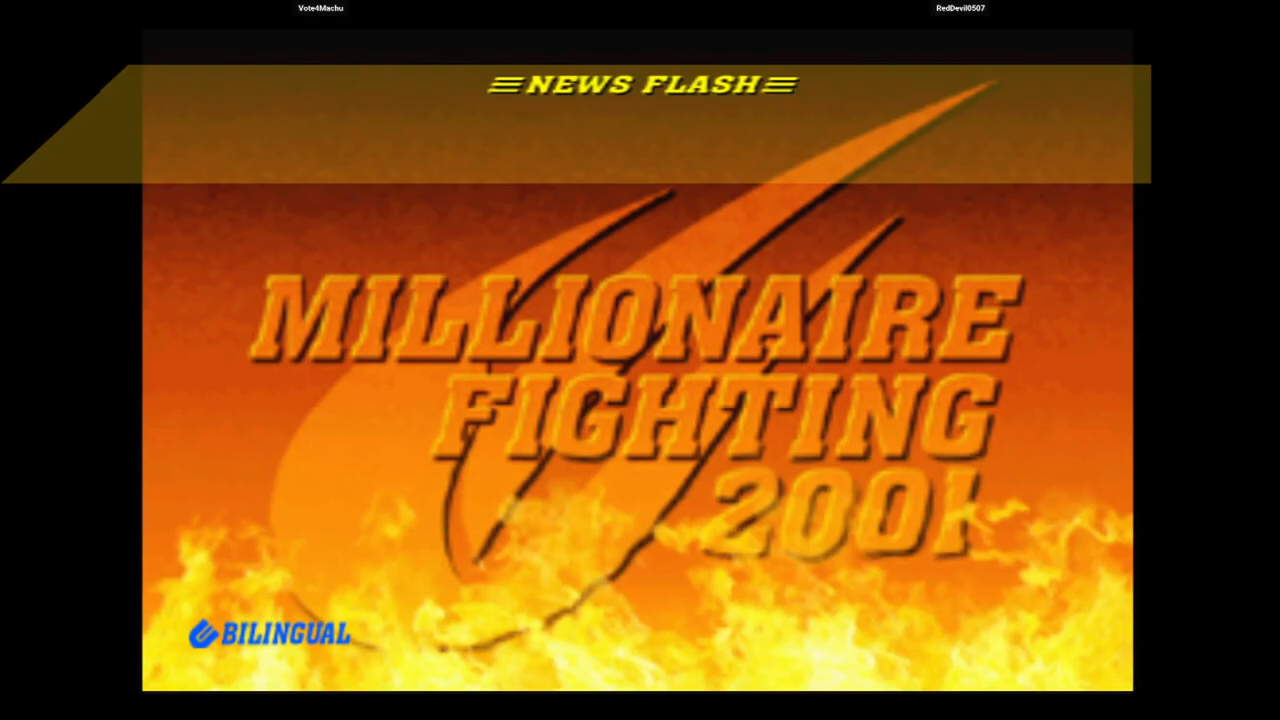 Vote4Machu
RedDevil0507
NEWS FLASH
MILLIONAIRE
FIGHTING
2001
BILINGUAL